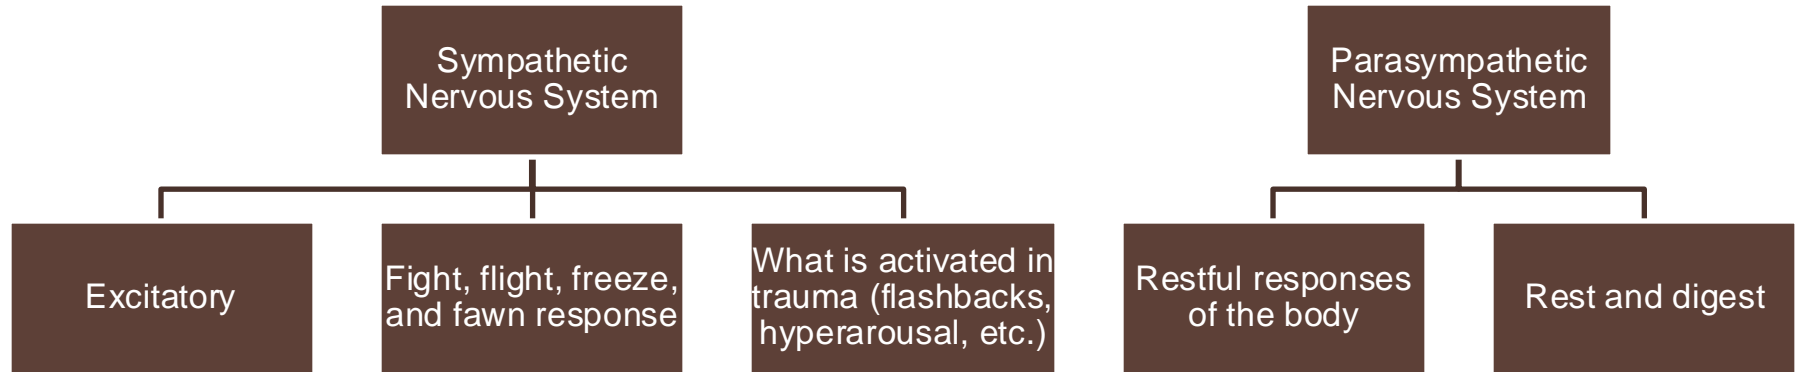 Sympathetic
Nervous System
Parasympathetic
Nervous System
Excitatory
Fight, flight, freeze,
and fawn response
What is activated in
trauma (flashbacks,
hyperarousal, etc.)
Restful responses
of the body
Rest and digest